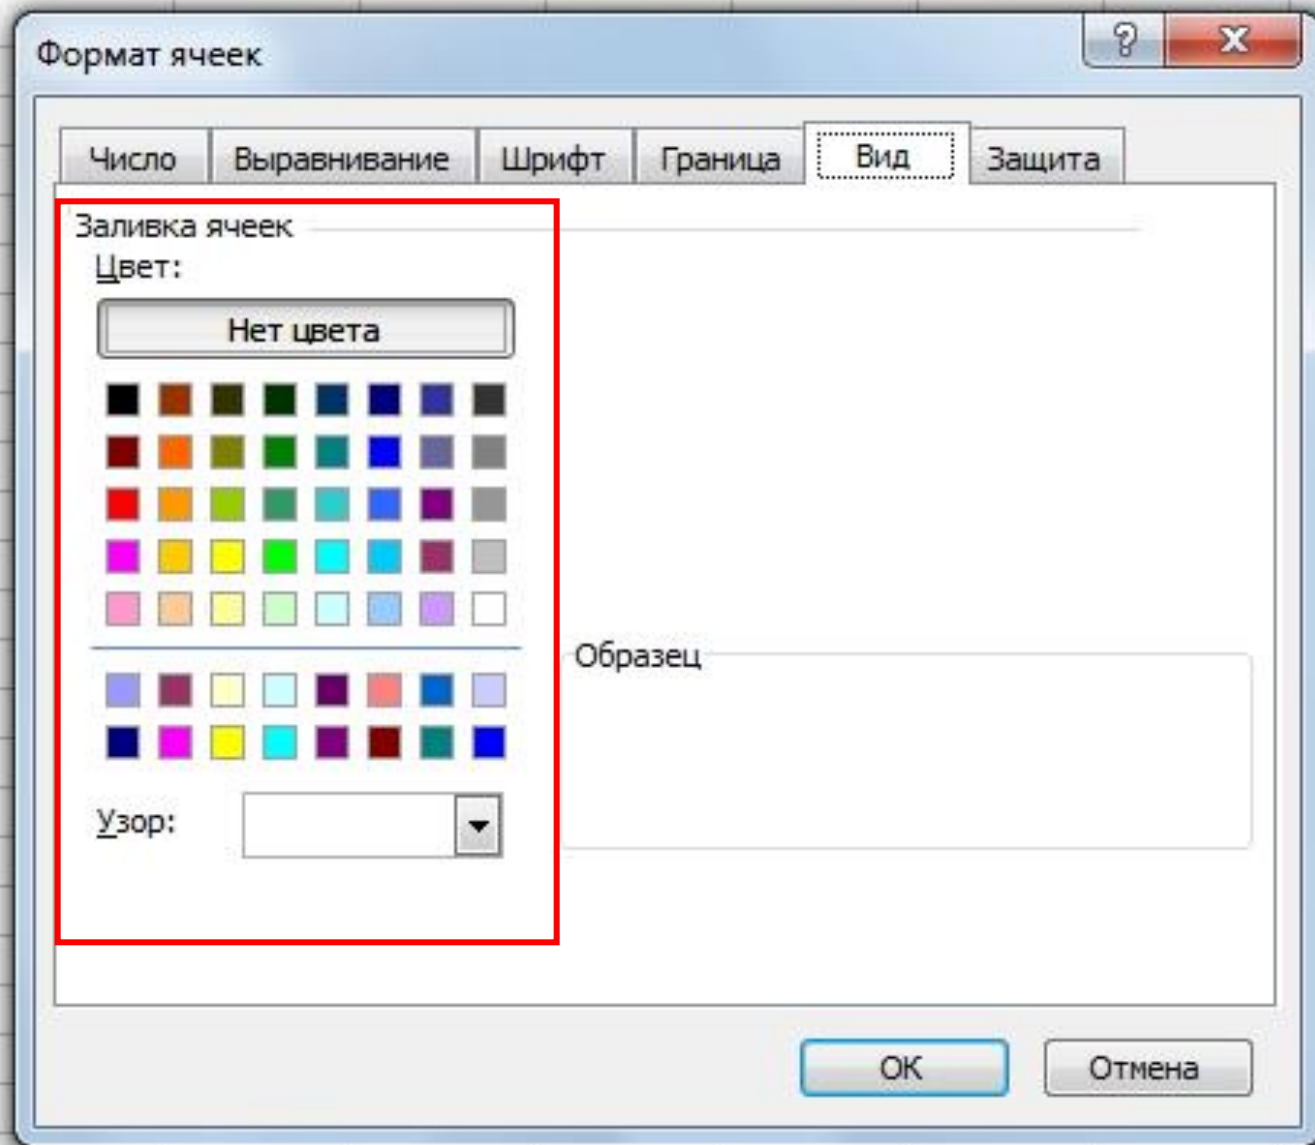 Формат ячеек
Число Выравнивание Шрифт Граница Вид Защита
Заливка ячеек
Цвет:
Нет цвета
Образец
Узор:
ОК Отмена